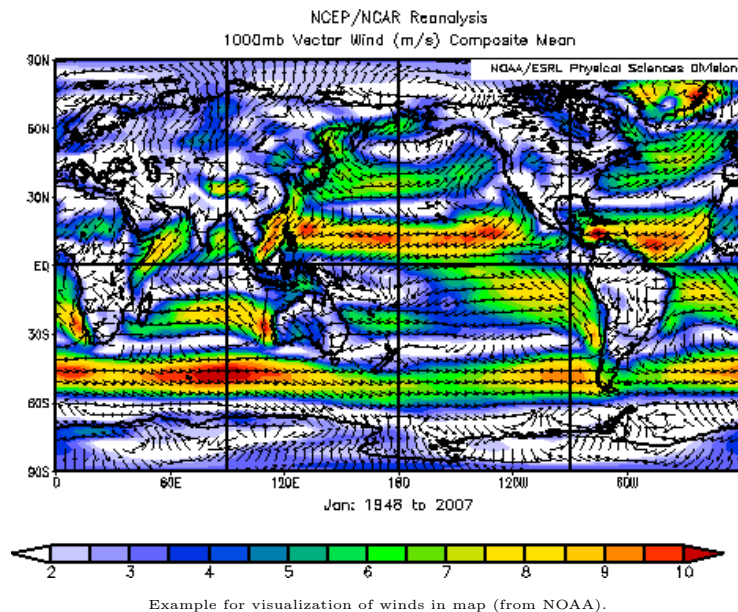 NCEP/NCAR Reanalysis
1000mb Vector Wind (m/s) Composite Mean
NOAA/ESRL Physical Sciences Division
90N
60N
30N
EQ
30S
60S
90S
0 60E 120E 180 120W 60W
Jan: 1948 to 2007
2 3 4 5 6 7 8 9 10
Example for visualization of winds in map (from NOAA).